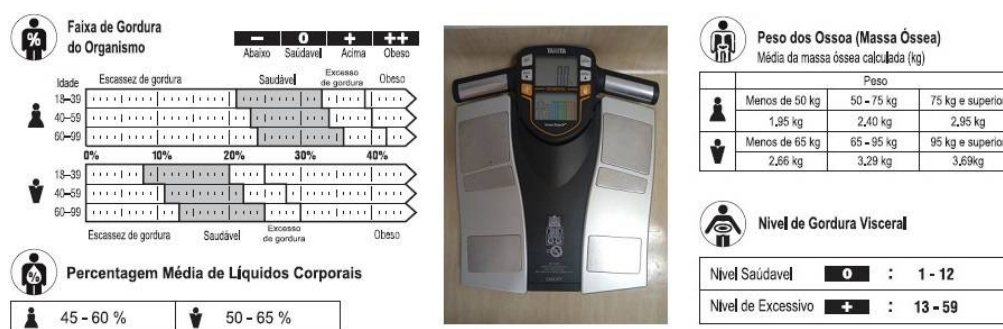 Faixa de Gordura
do Organismo
− 0 + ++
Abaixo Saúdavel Acima Obeso
Idade Escassez de gordura Saudável Excesso de gordura Obeso
18–39
40–59
60–99
0% 10% 20% 30% 40%
18–39
40–59
60–99
Escassez de gordura Saudável Excesso de gordura Obeso
Percentagem Média de Líquidos Corporais
45 - 60 % 50 - 65 %
TANITA
Peso dos Ossoa (Massa Óssea)
Média da massa óssea calculada (kg)
Peso
Menos de 50 kg 50 - 75 kg 75 kg e superior
1,95 kg 2,40 kg 2,95 kg
Menos de 65 kg 65 - 95 kg 95 kg e superior
2,66 kg 3,29 kg 3,69kg
Nivel de Gordura Visceral
Nivel Saúdavel 0 : 1 - 12
Nivel de Excessivo + : 13 - 59